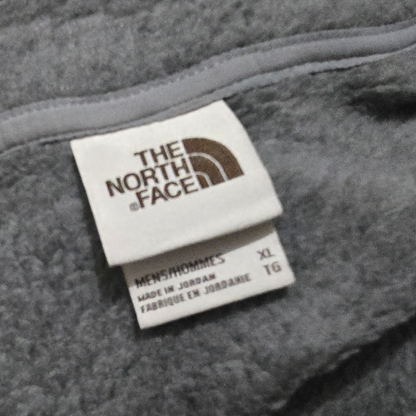 THE
NORTH
®FACE
MENS/HOMMES XL
MADE IN JORDAN TG
FABRIQUE EN JORDANIE